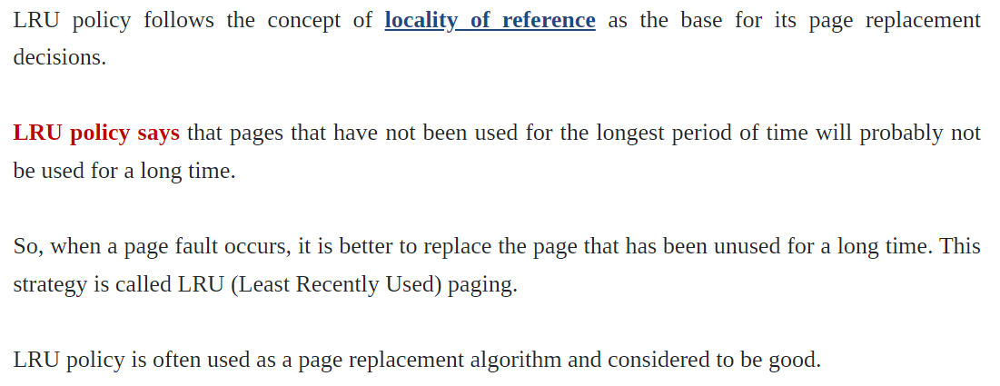 LRU policy follows the concept of locality of reference as the base for its page replacement
decisions.
LRU policy says that pages that have not been used for the longest period of time will probably not
be used for a long time.
So, when a page fault occurs, it is better to replace the page that has been unused for a long time. This
strategy is called LRU (Least Recently Used) paging.
LRU policy is often used as a page replacement algorithm and considered to be good.